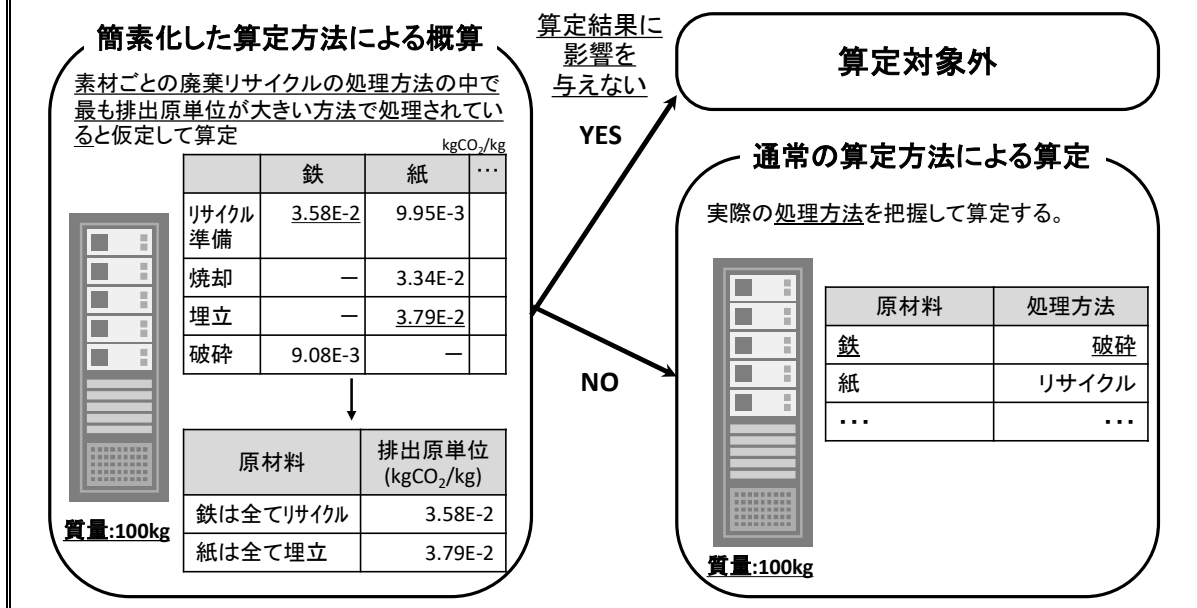 簡素化した算定方法による概算
素材ごとの廃棄リサイクルの処理方法の中で
最も排出原単位が大きい方法で処理されてい
ると仮定して算定
kgCO₂/kg
鉄 紙 …
リサイクル準備 3.58E-2 9.95E-3
焼却 － 3.34E-2
埋立 － 3.79E-2
破砕 9.08E-3 －
原材料 排出原単位(kgCO₂/kg)
鉄は全てリサイクル 3.58E-2
紙は全て埋立 3.79E-2
質量:100kg
算定結果に
影響を
与えない
YES
NO
算定対象外
通常の算定方法による算定
実際の処理方法を把握して算定する。
原材料 処理方法
鉄 破砕
紙 リサイクル
… …
質量:100kg